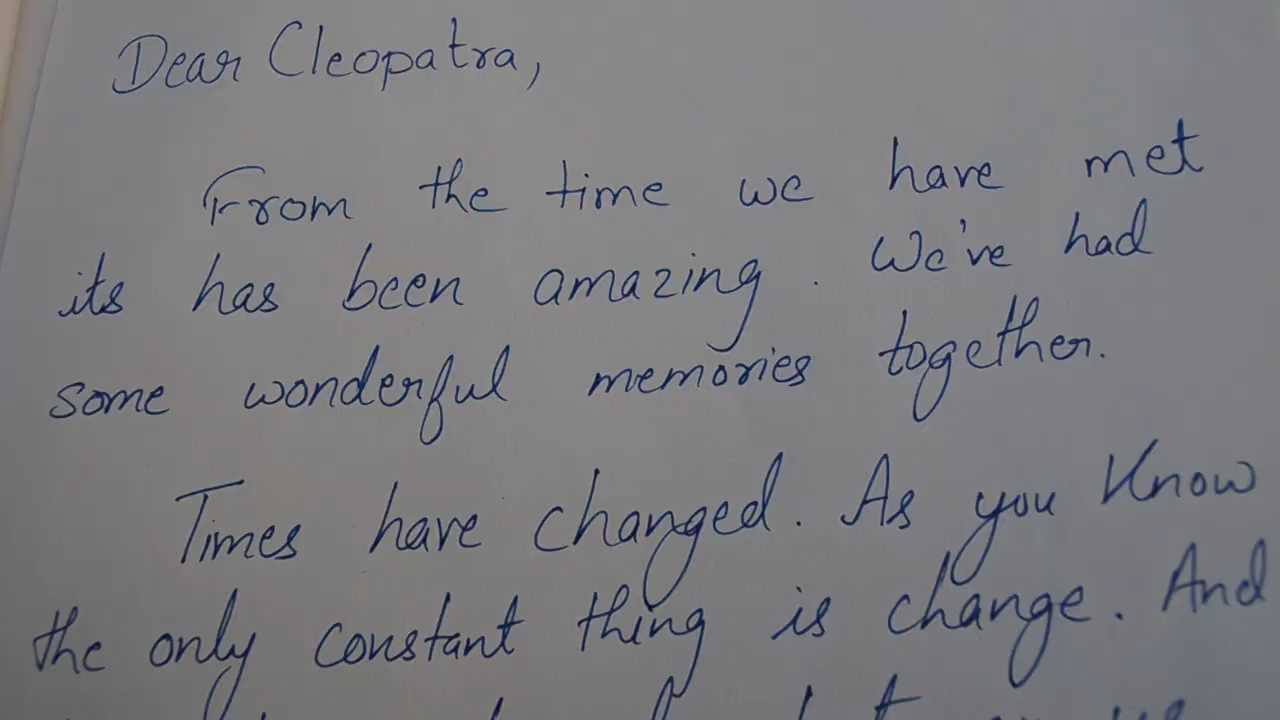 Dear Cleopatra,
From the time we have met
its has been amazing. We've had
some wonderful memories together.
Times have changed. As you Know
the only constant thing is change. And